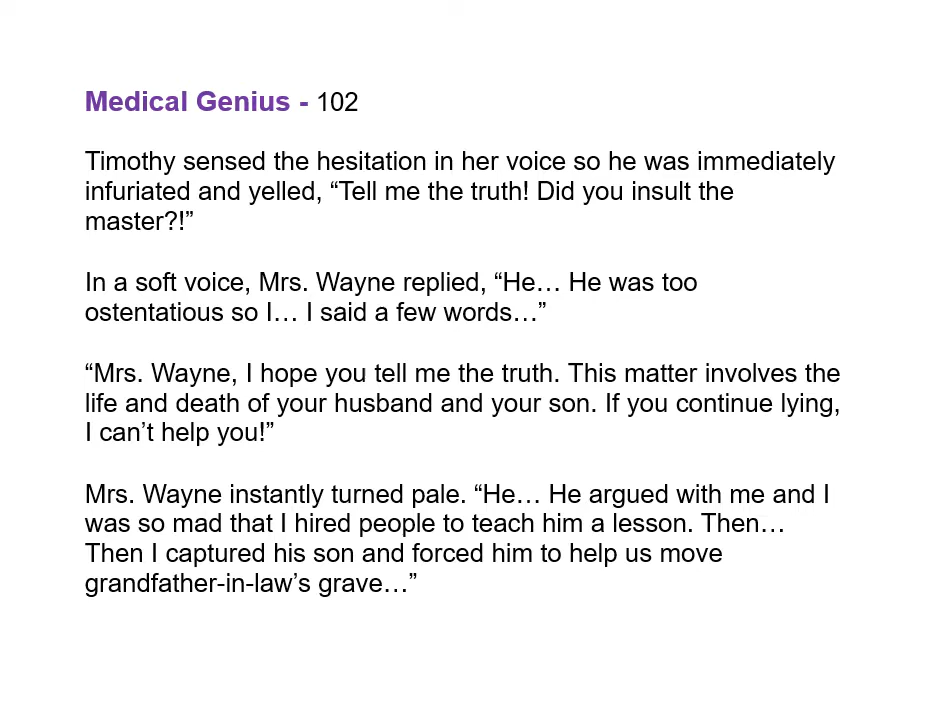 Medical Genius - 102
Timothy sensed the hesitation in her voice so he was immediately
infuriated and yelled, “Tell me the truth! Did you insult the
master?!”
In a soft voice, Mrs. Wayne replied, “He… He was too
ostentatious so I… I said a few words…”
“Mrs. Wayne, I hope you tell me the truth. This matter involves the
life and death of your husband and your son. If you continue lying,
I can’t help you!”
Mrs. Wayne instantly turned pale. “He… He argued with me and I
was so mad that I hired people to teach him a lesson. Then…
Then I captured his son and forced him to help us move
grandfather-in-law’s grave…”